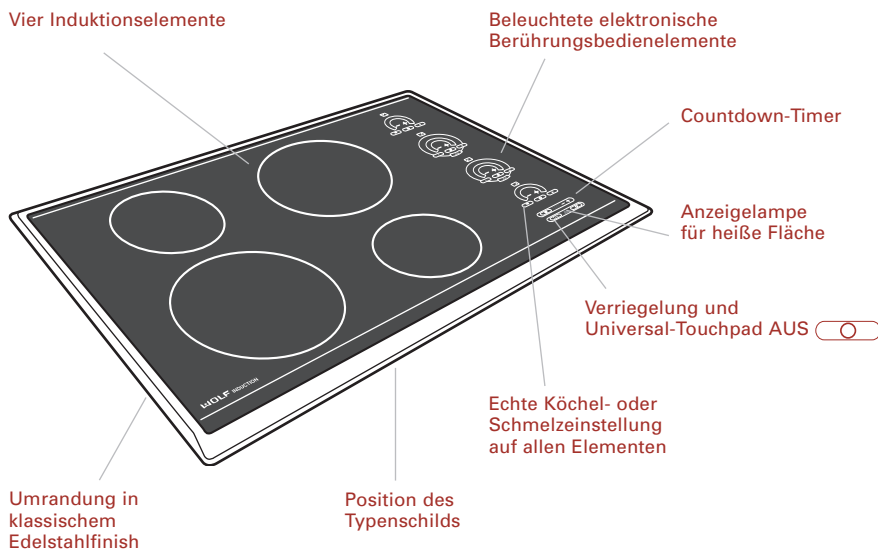 Vier Induktionselemente
Beleuchtete elektronische
Berührungsbedienelemente
Countdown-Timer
Anzeigelampe
für heiße Fläche
Verriegelung und
Universal-Touchpad AUS
Echte Köchel- oder
Schmelzeinstellung
auf allen Elementen
WOLF INDUCTION
Umrandung in
klassischem
Edelstahlfinish
Position des
Typenschilds